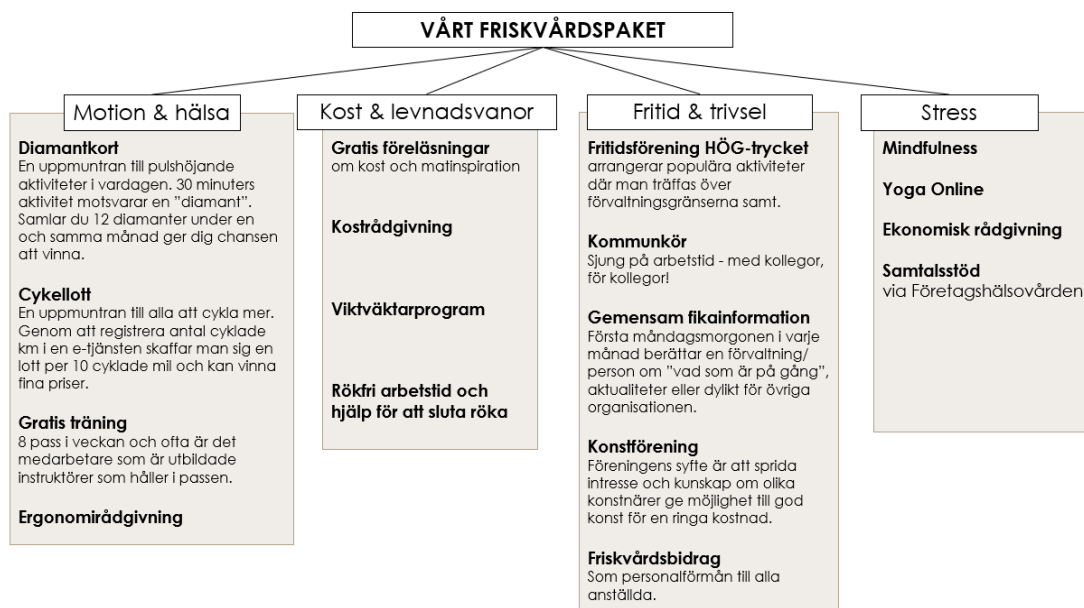 VÅRT FRISKVÅRDSPAKET
Motion & hälsa
Diamantkort
En uppmuntran till pulshöjande
aktiviteter i vardagen. 30 minuters
aktivitet motsvarar en ”diamant”.
Samlar du 12 diamanter under en
och samma månad ger dig chansen
att vinna.
Cykellott
En uppmuntran till alla att cykla mer.
Genom att registrera antal cyklade
km i en e-tjänsten skaffar man sig en
lott per 10 cyklade mil och kan vinna
fina priser.
Gratis träning
8 pass i veckan och ofta är det
medarbetare som är utbildade
instruktörer som håller i passen.
Ergonomirådgivning
Kost & levnadsvanor
Gratis föreläsningar
om kost och matinspiration
Kostrådgivning
Viktväktarprogram
Rökfri arbetstid och
hjälp för att sluta röka
Fritid & trivsel
Fritidsförening HÖG-trycket
arrangerar populära aktiviteter
där man träffas över
förvaltningsgränserna samt.
Kommunkör
Sjung på arbetstid - med kollegor,
för kollegor!
Gemensam fikainformation
Första måndagsmorgonen i varje
månad berättar en förvaltning/
person om ”vad som är på gång”,
aktualiteter eller dylikt för övriga
organisationen.
Konstförening
Föreningens syfte är att sprida
intresse och kunskap om olika
konstnärer ge möjlighet till god
konst för en ringa kostnad.
Friskvårdsbidrag
Som personalförmån till alla
anställda.
Stress
Mindfulness
Yoga Online
Ekonomisk rådgivning
Samtalsstöd
via Företagshälsovården